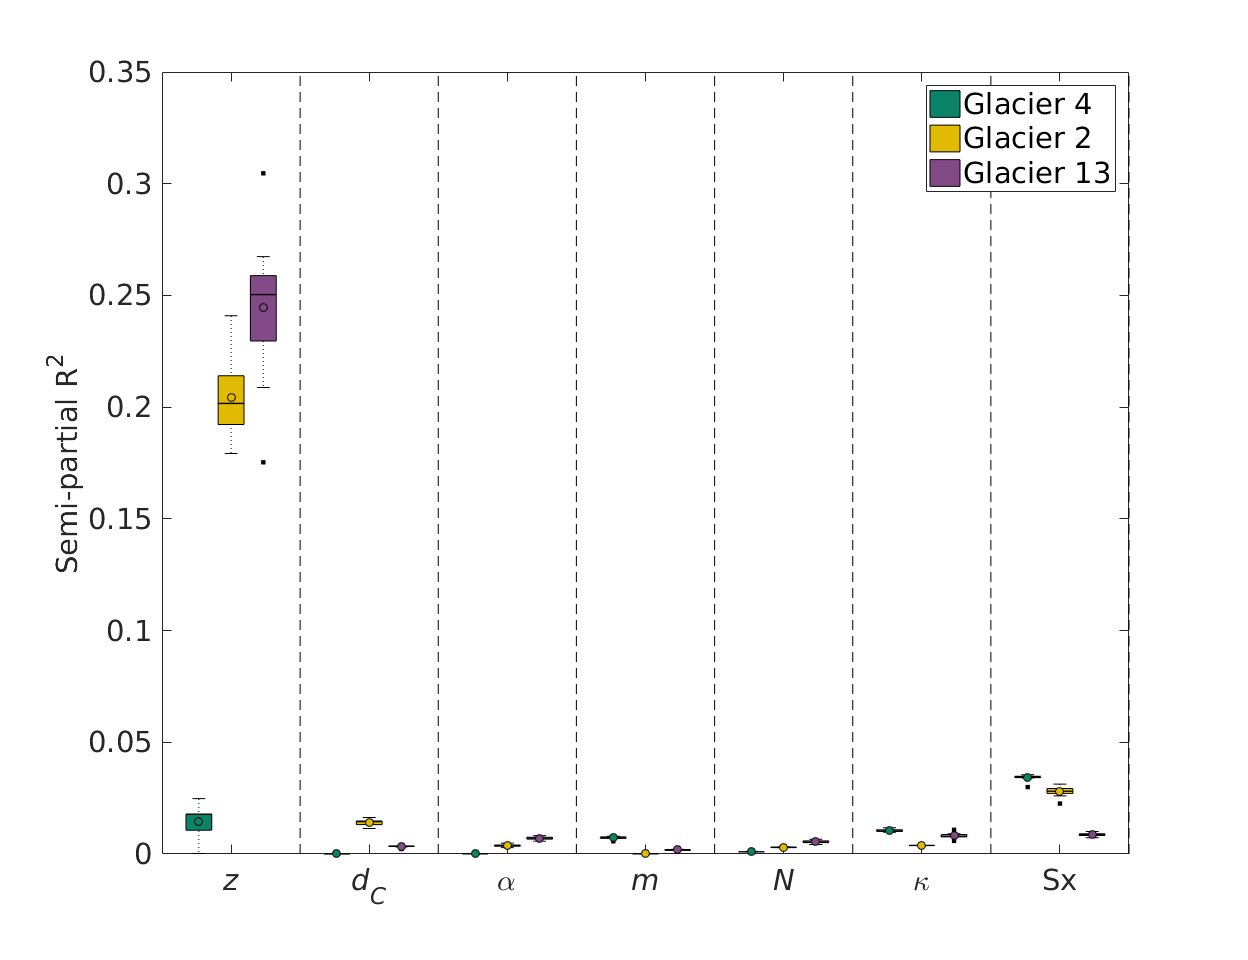 0.35
0.3
0.25
0.2
0.15
0.1
0.05
0
Semi-partial R²
Glacier 4
Glacier 2
Glacier 13
z d_C α m N κ Sx